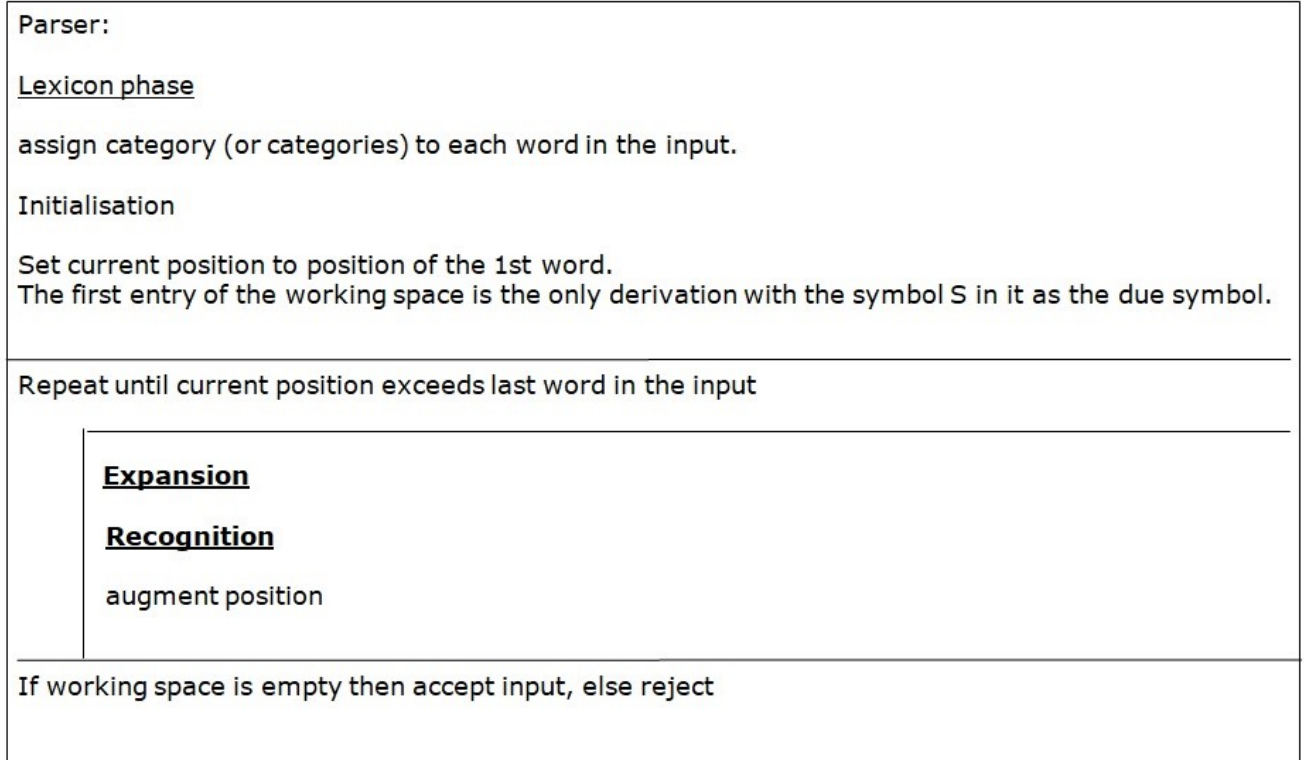 Parser:
Lexicon phase
assign category (or categories) to each word in the input.
Initialisation
Set current position to position of the 1st word.
The first entry of the working space is the only derivation with the symbol S in it as the due symbol.
Repeat until current position exceeds last word in the input
Expansion
Recognition
augment position
If working space is empty then accept input, else reject